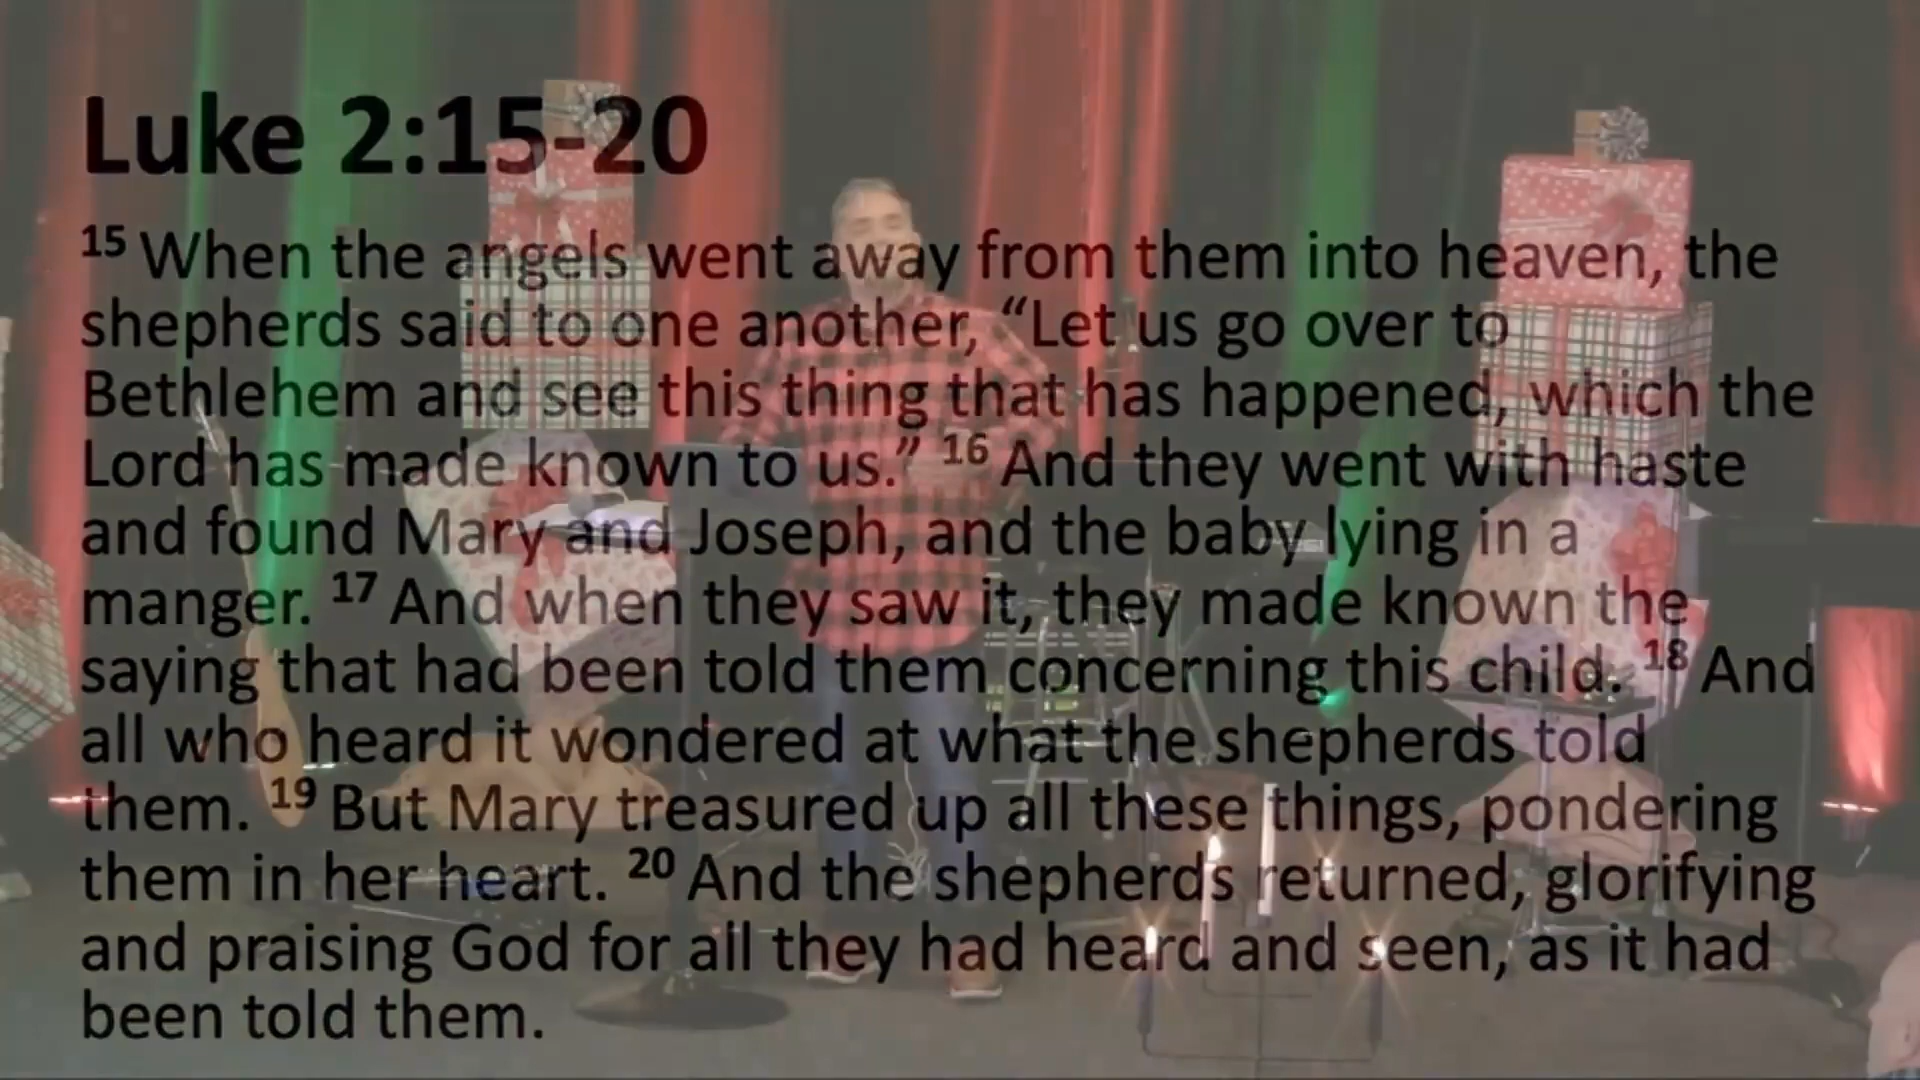 Luke 2:15-20
15 When the angels went away from them into heaven, the
shepherds said to one another, “Let us go over to
Bethlehem and see this thing that has happened, which the
Lord has made known to us.” 16 And they went with haste
and found Mary and Joseph, and the baby lying in a
manger. 17 And when they saw it, they made known the
saying that had been told them concerning this child. 18 And
all who heard it wondered at what the shepherds told
them. 19 But Mary treasured up all these things, pondering
them in her heart. 20 And the shepherds returned, glorifying
and praising God for all they had heard and seen, as it had
been told them.